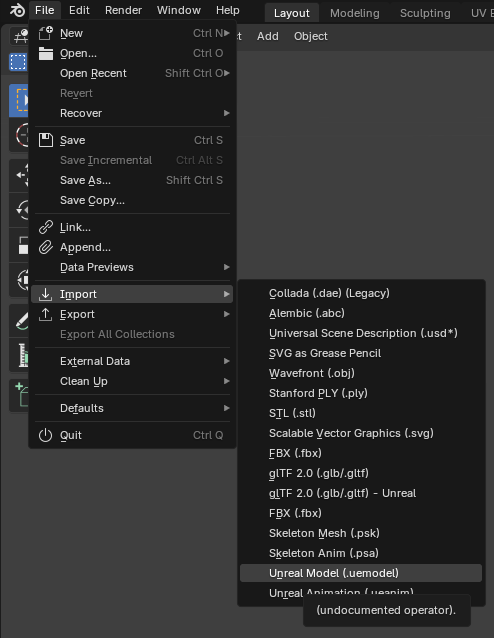 File Edit Render Window Help Layout Modeling Sculpting UV E
New Ctrl N
Open... Ctrl O
Open Recent Shift Ctrl O
Revert
Recover
Save Ctrl S
Save Incremental Ctrl Alt S
Save As... Shift Ctrl S
Save Copy...
Link...
Append...
Data Previews
Import
Export
Export All Collections
External Data
Clean Up
Defaults
Quit Ctrl Q
t Add Object
Collada (.dae) (Legacy)
Alembic (.abc)
Universal Scene Description (.usd*)
SVG as Grease Pencil
Wavefront (.obj)
Stanford PLY (.ply)
STL (.stl)
Scalable Vector Graphics (.svg)
FBX (.fbx)
glTF 2.0 (.glb/.gltf)
glTF 2.0 (.glb/.gltf) - Unreal
FBX (.fbx)
Skeleton Mesh (.psk)
Skeleton Anim (.psa)
Unreal Model (.uemodel)
Unreal Animation (.ueanim)
(undocumented operator).